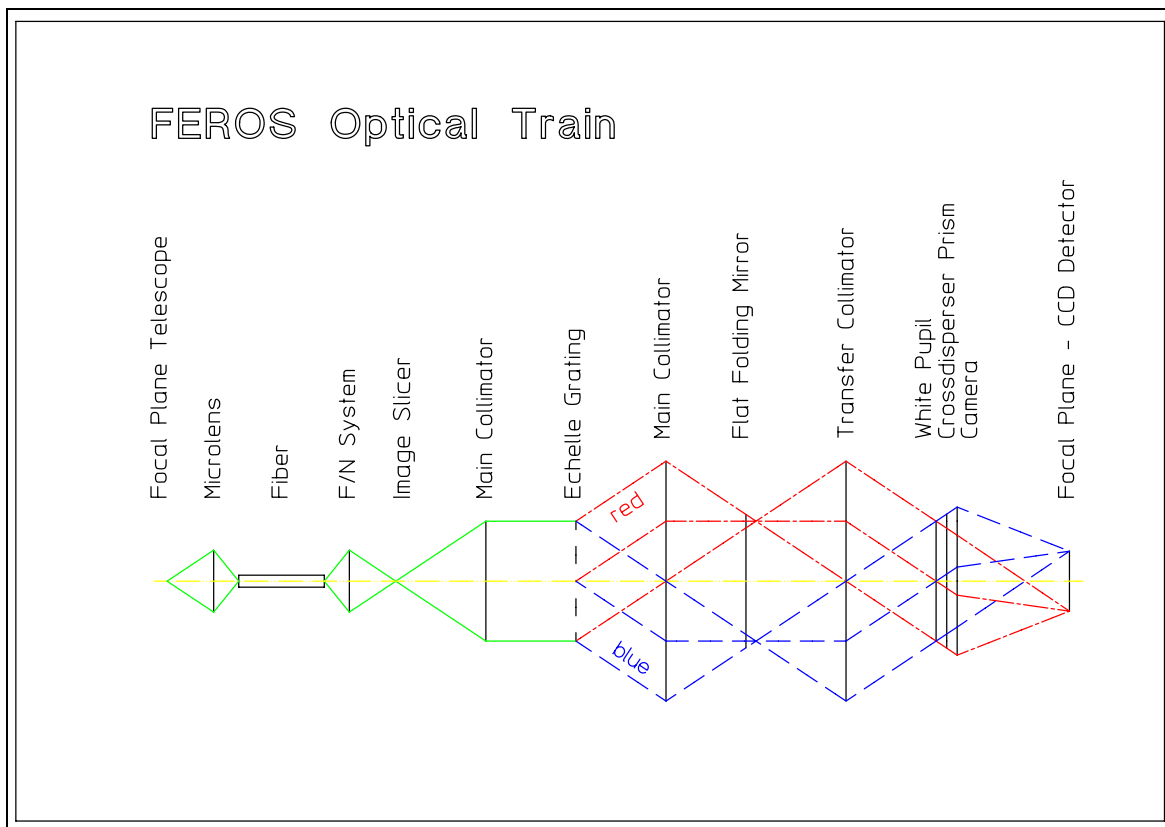 FEROS Optical Train
Focal Plane Telescope
Microlens
Fiber
F/N System
Image Slicer
Main Collimator
Echelle Grating
Main Collimator
Flat Folding Mirror
Transfer Collimator
White Pupil
Crossdisperser Prism
Camera
Focal Plane - CCD Detector
red
blue